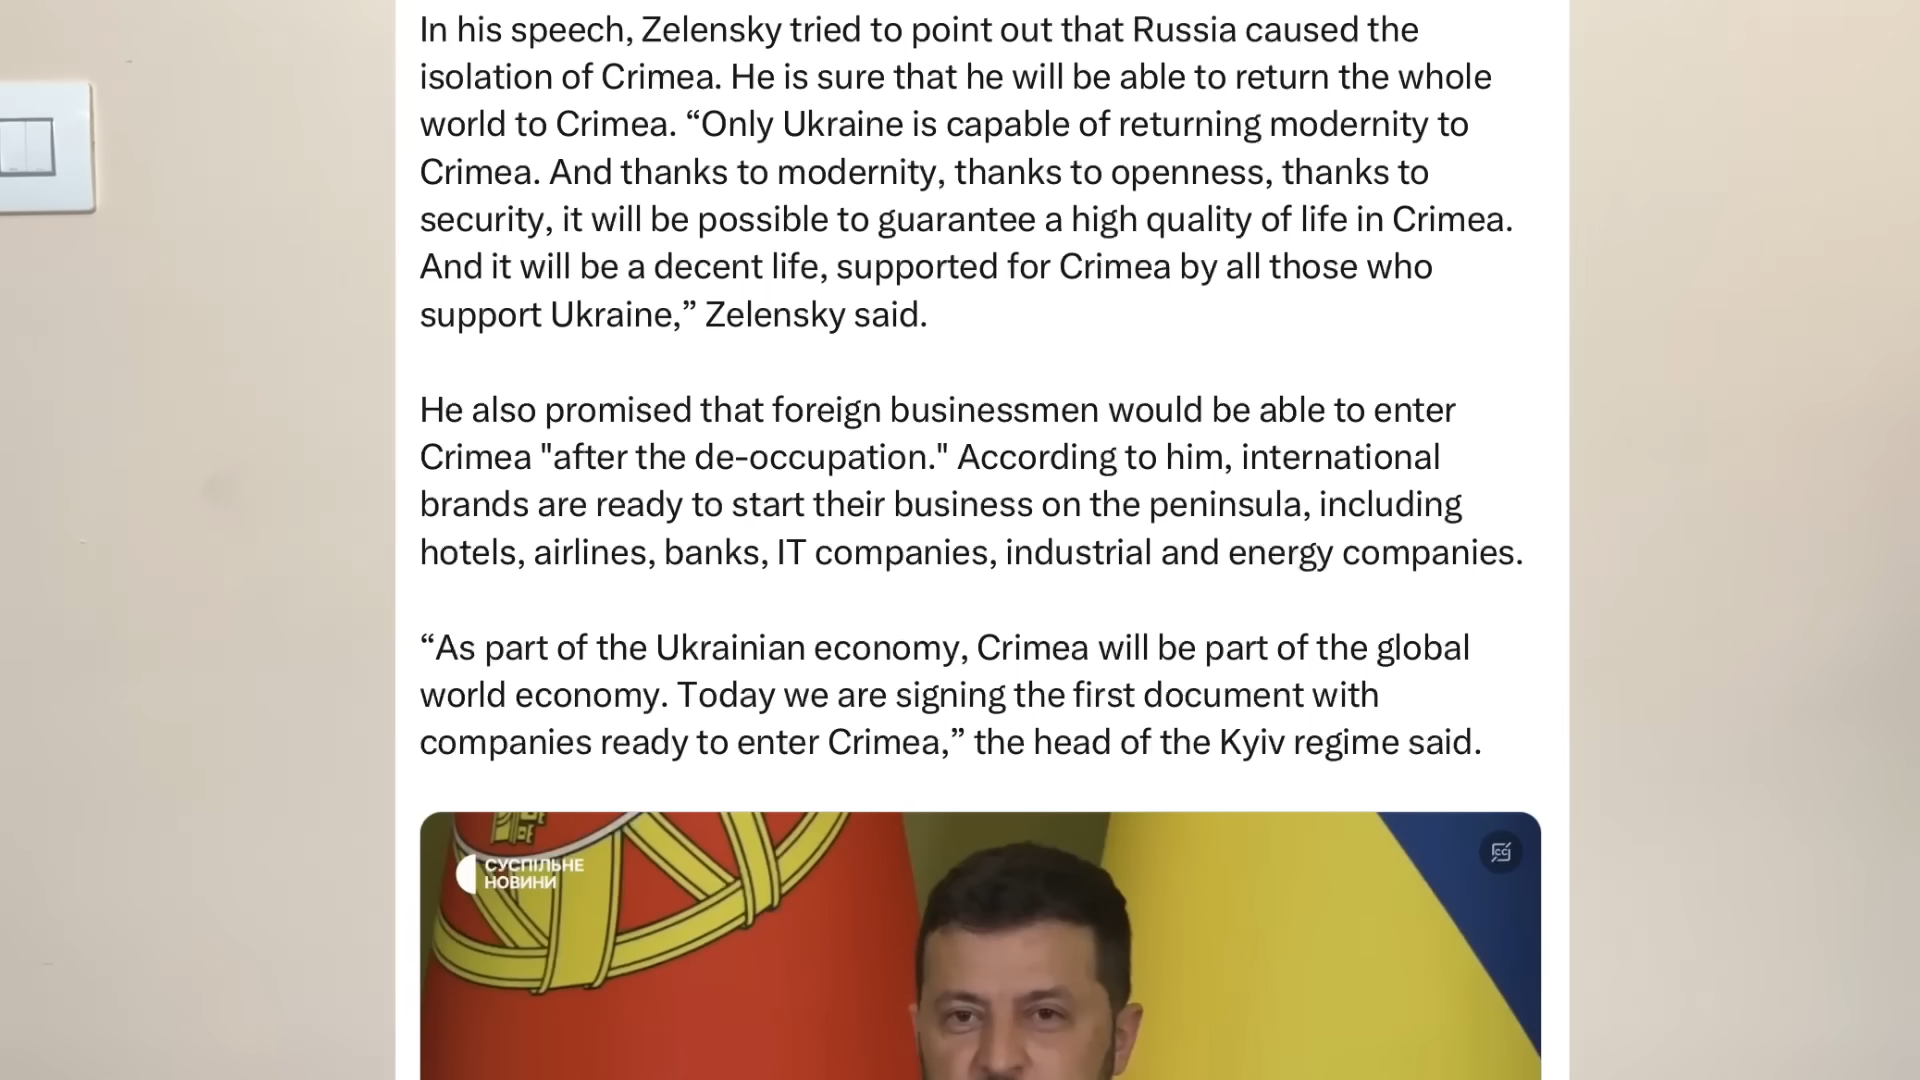 In his speech, Zelensky tried to point out that Russia caused the
isolation of Crimea. He is sure that he will be able to return the whole
world to Crimea. “Only Ukraine is capable of returning modernity to
Crimea. And thanks to modernity, thanks to openness, thanks to
security, it will be possible to guarantee a high quality of life in Crimea.
And it will be a decent life, supported for Crimea by all those who
support Ukraine,” Zelensky said.
He also promised that foreign businessmen would be able to enter
Crimea "after the de-occupation." According to him, international
brands are ready to start their business on the peninsula, including
hotels, airlines, banks, IT companies, industrial and energy companies.
“As part of the Ukrainian economy, Crimea will be part of the global
world economy. Today we are signing the first document with
companies ready to enter Crimea,” the head of the Kyiv regime said.
СУСПІЛЬНЕ
НОВИНИ